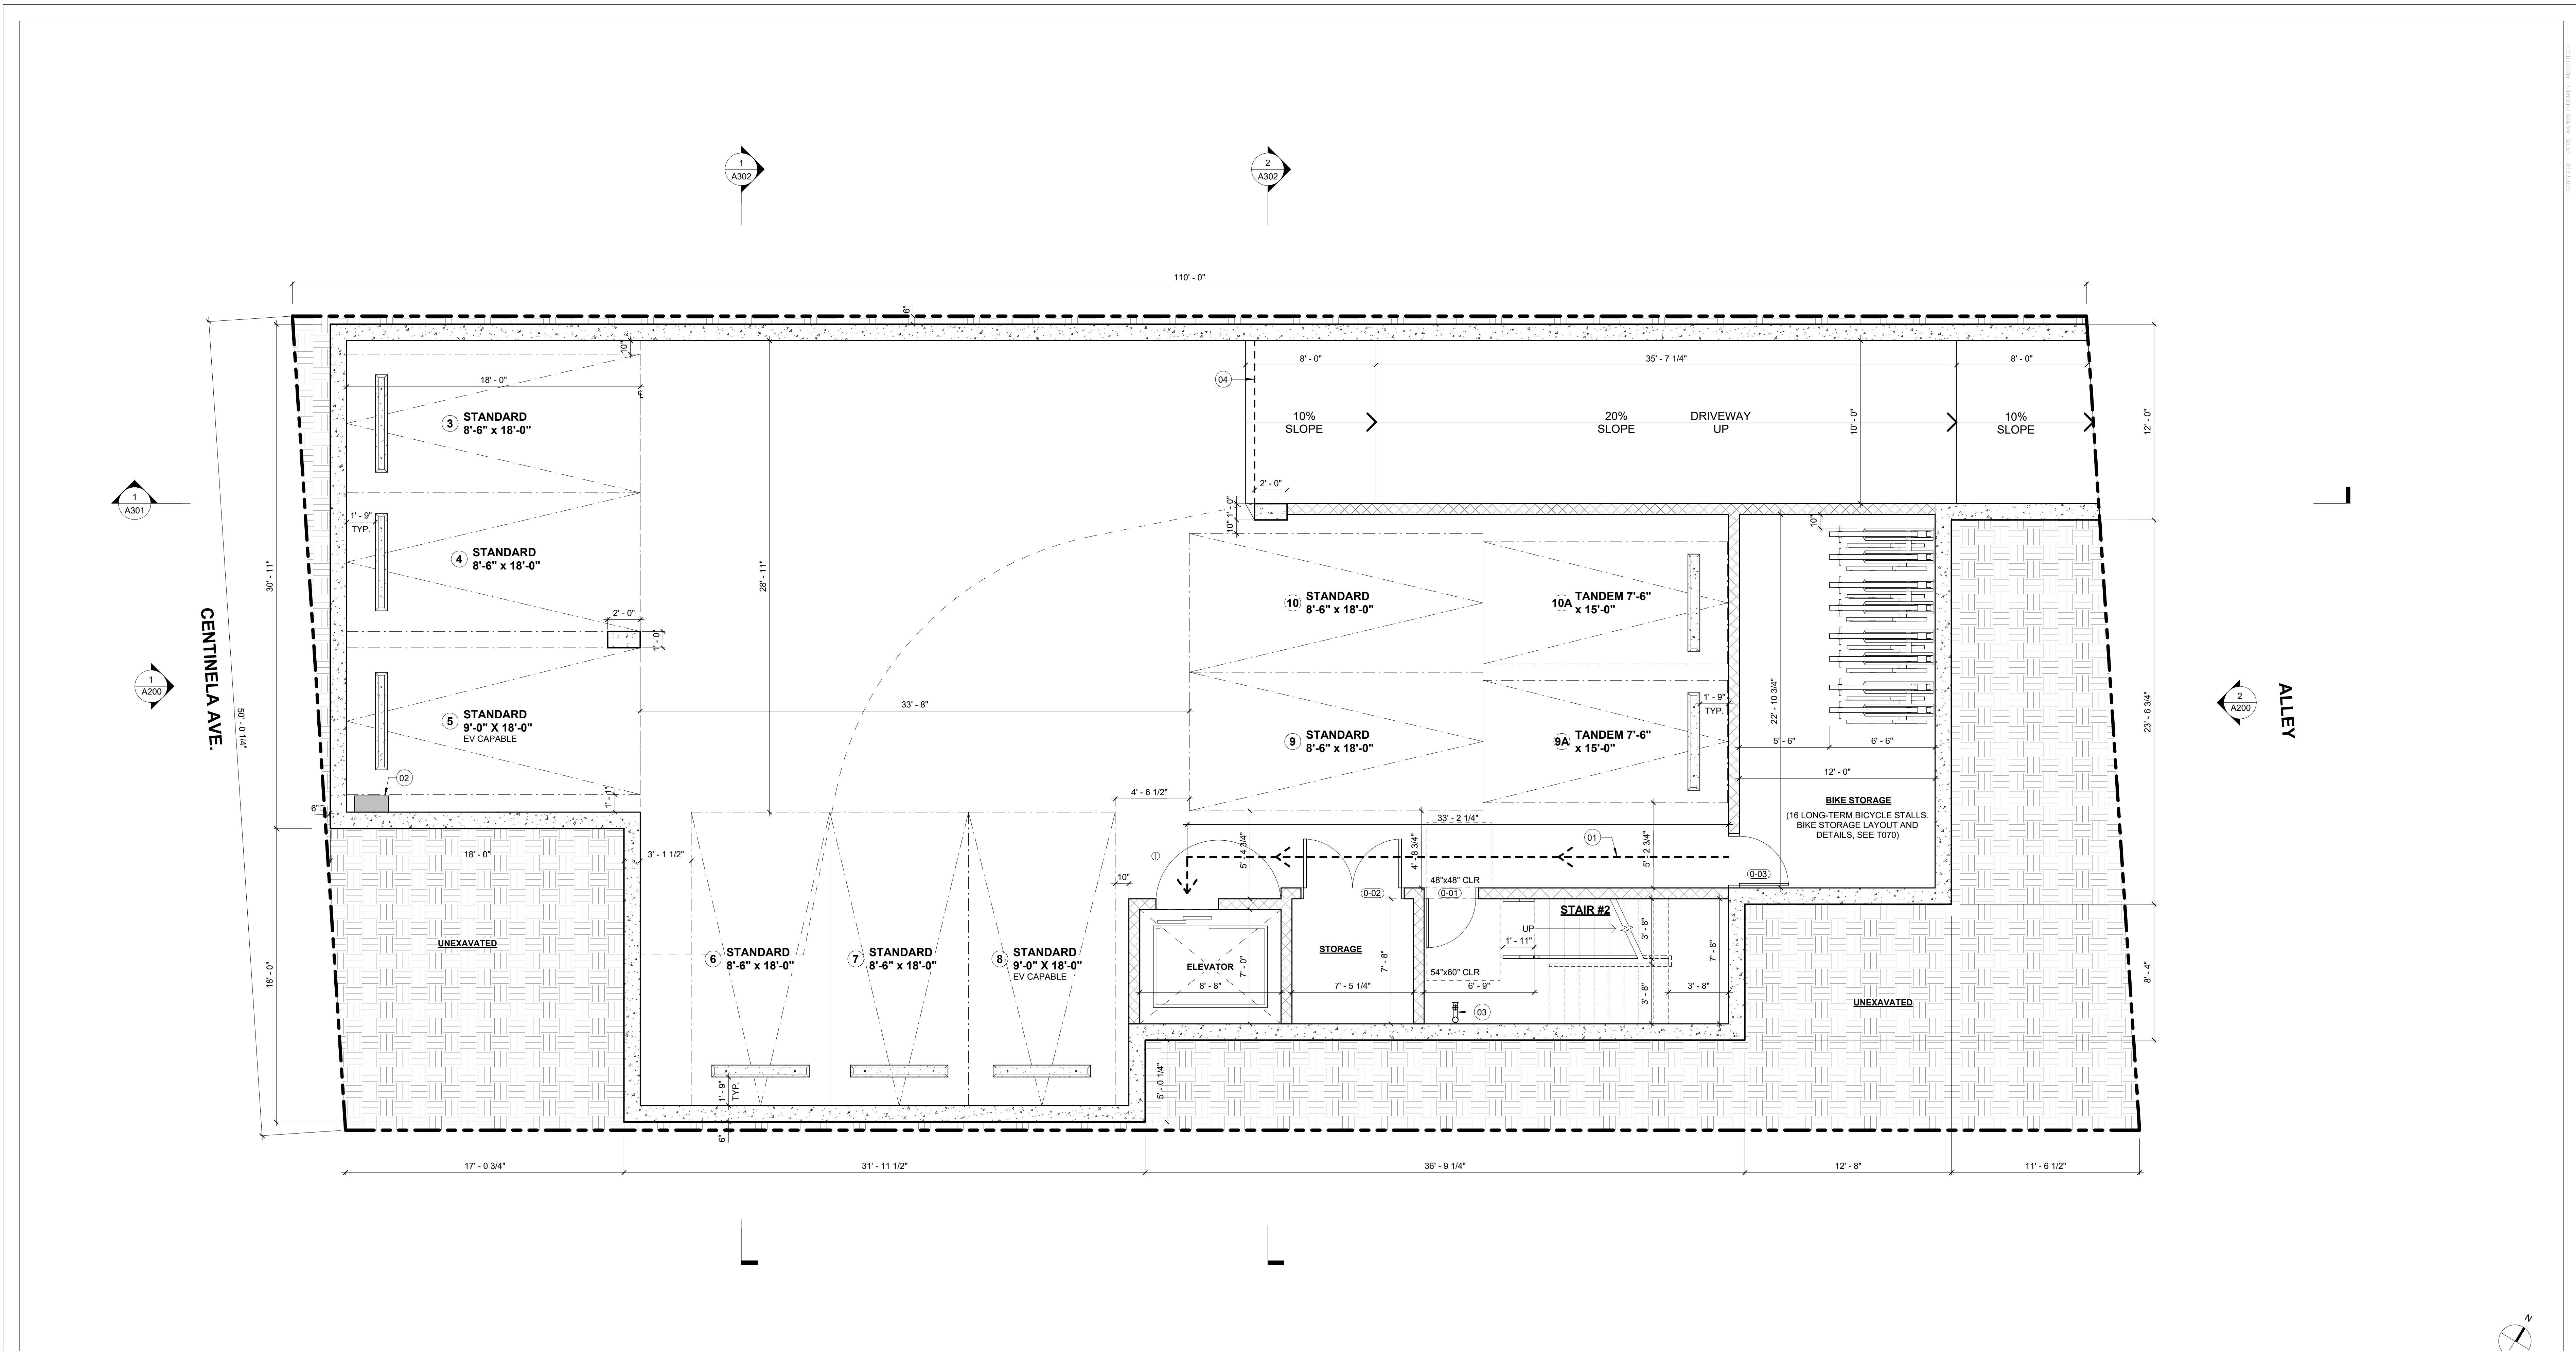 COPYRIGHT 2018, AARON BRUMER, ARCHITECT
1
A302
2
A302
110' - 0"
6"
10"
18' - 0"
℄
8' - 0"
35' - 7 1/4"
8' - 0"
04
3
STANDARD
8'-6" x 18'-0"
10%
SLOPE
20%
SLOPE
DRIVEWAY
UP
10%
SLOPE
10' - 0"
12' - 0"
1
A301
1' - 9"
TYP.
2' - 0"
1' - 0"
10"
10"
4
STANDARD
8'-6" x 18'-0"
30' - 11"
28' - 11"
2' - 0"
1' - 0"
10
STANDARD
8'-6" x 18'-0"
10A
TANDEM 7'-6"
x 15'-0"
CENTINELA AVE.
50' - 0 1/4"
1
A200
5
STANDARD
9'-0" X 18'-0"
EV CAPABLE
33' - 8"
9
STANDARD
8'-6" x 18'-0"
9A
TANDEM 7'-6"
x 15'-0"
1' - 9"
TYP.
22' - 10 3/4"
5' - 6"
6' - 6"
12' - 0"
23' - 6 3/4"
2
A200
ALLEY
02
1' - 1"
6"
4' - 6 1/2"
BIKE STORAGE
(16 LONG-TERM BICYCLE STALLS.
BIKE STORAGE LAYOUT AND
DETAILS, SEE T070)
33' - 2 1/4"
01
18' - 0"
3' - 1 1/2"
5' - 4 3/4"
4' - 8 3/4"
5' - 2 3/4"
10"
48"x48" CLR
0-02
0-01
0-03
STAIR #2
UP
1' - 11"
3' - 8"
7' - 8"
UNEXAVATED
18' - 0"
6
STANDARD
8'-6" x 18'-0"
7
STANDARD
8'-6" x 18'-0"
8
STANDARD
9'-0" X 18'-0"
EV CAPABLE
ELEVATOR
7' - 0"
STORAGE
7' - 8"
54"x60" CLR
8' - 8"
7' - 5 1/4"
6' - 9"
3' - 8"
3' - 8"
03
8' - 4"
UNEXAVATED
1' - 9"
TYP.
5' - 0 1/4"
6"
17' - 0 3/4"
31' - 11 1/2"
36' - 9 1/4"
12' - 8"
11' - 6 1/2"
N